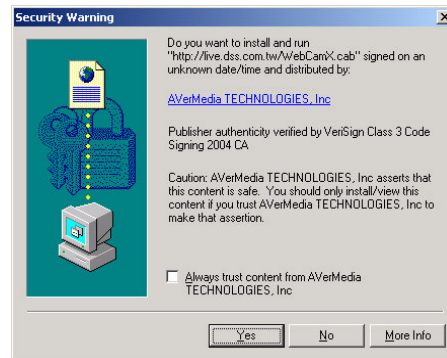 Security Warning
Do you want to install and run
"http://live.dss.com.tw/WebCamX.cab" signed on an
unknown date/time and distributed by:
AVerMedia TECHNOLOGIES, Inc
Publisher authenticity verified by VeriSign Class 3 Code
Signing 2004 CA
Caution: AVerMedia TECHNOLOGIES, Inc asserts that
this content is safe. You should only install/view this
content if you trust AVerMedia TECHNOLOGIES, Inc to
make that assertion.
Always trust content from AVerMedia
TECHNOLOGIES, Inc
Yes No More Info